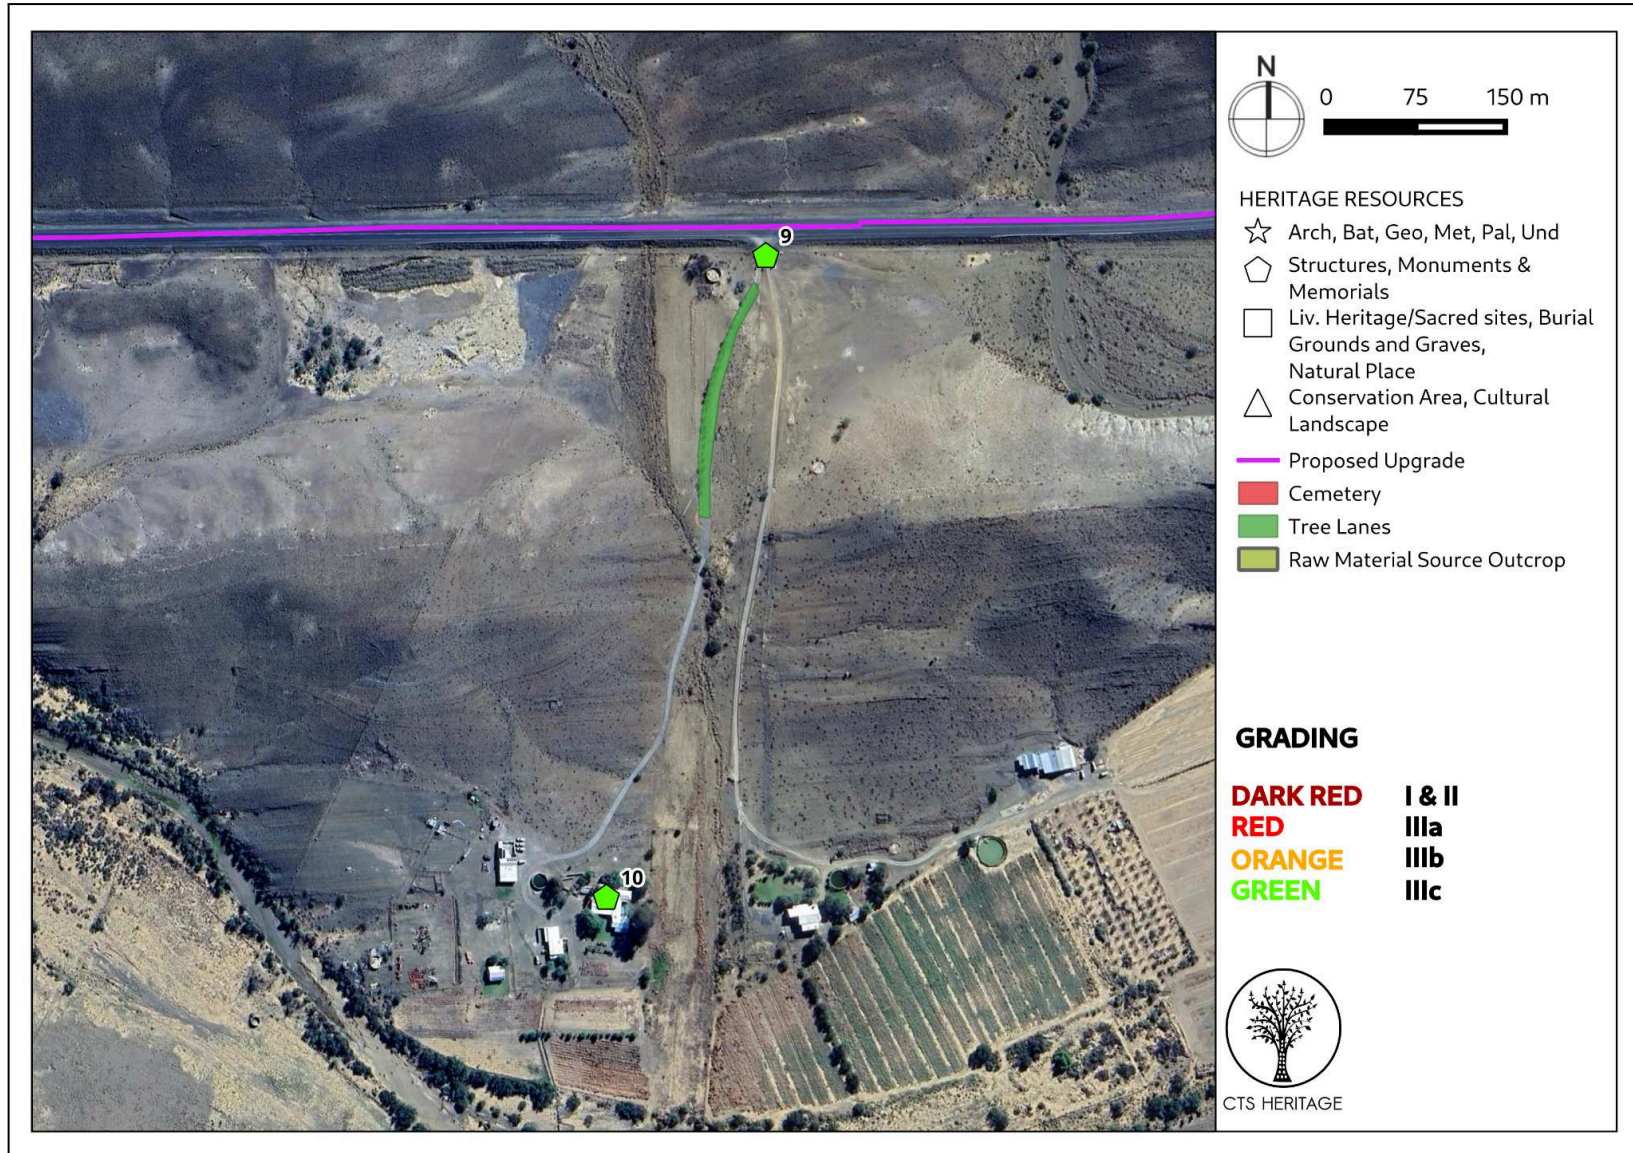 9
10
N
0 75 150 m
HERITAGE RESOURCES
Arch, Bat, Geo, Met, Pal, Und
Structures, Monuments &
Memorials
Liv. Heritage/Sacred sites, Burial
Grounds and Graves,
Natural Place
Conservation Area, Cultural
Landscape
Proposed Upgrade
Cemetery
Tree Lanes
Raw Material Source Outcrop
GRADING
DARK RED I & II
RED IIIa
ORANGE IIIb
GREEN IIIc
CTS HERITAGE